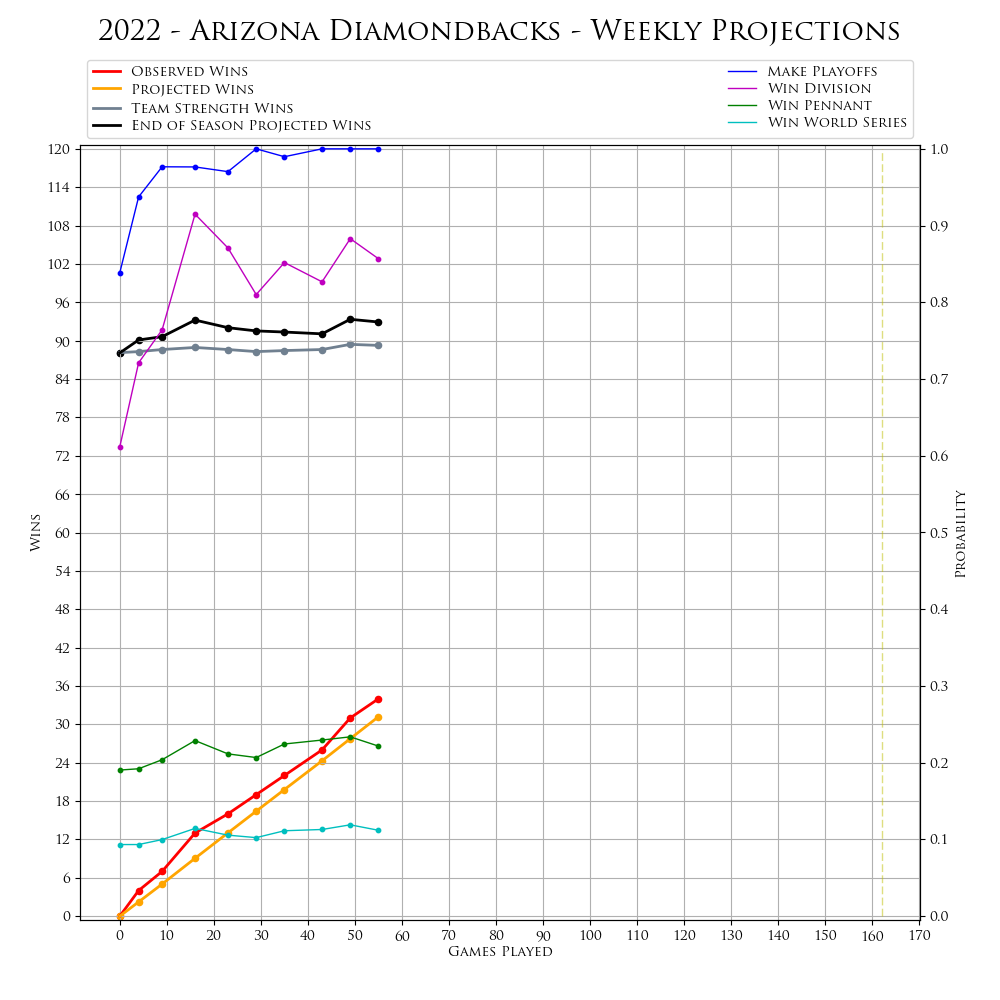 2022 - Arizona Diamondbacks - Weekly Projections
Observed Wins
Projected Wins
Team Strength Wins
End of Season Projected Wins
Make Playoffs
Win Division
Win Pennant
Win World Series
120
114
108
102
96
90
84
78
72
66
60
54
48
42
36
30
24
18
12
6
0
Wins
1.0
0.9
0.8
0.7
0.6
0.5
0.4
0.3
0.2
0.1
0.0
Probability
0 10 20 30 40 50 60 70 80 90 100 110 120 130 140 150 160 170
Games Played